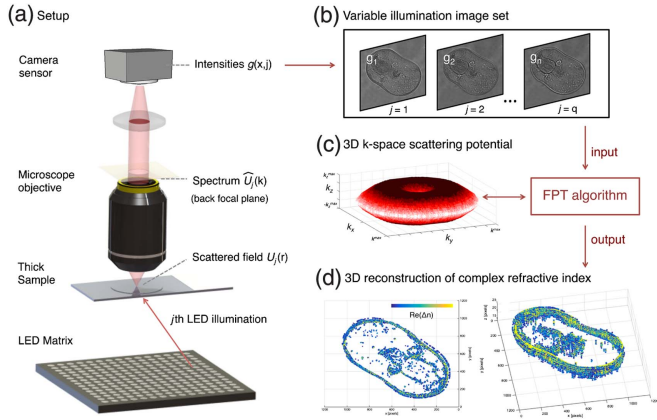 (a) Setup
Camera sensor
Intensities g(x,j)
Microscope objective
Spectrum Û_j(k)
(back focal plane)
Scattered field U_j(r)
Thick Sample
jth LED illumination
LED Matrix
(b) Variable illumination image set
g₁
g₂
gₙ
j = 1
j = 2
...
j = q
input
(c) 3D k-space scattering potential
k_z
k_x
k_y
FPT algorithm
output
(d) 3D reconstruction of complex refractive index
Re(Δn)